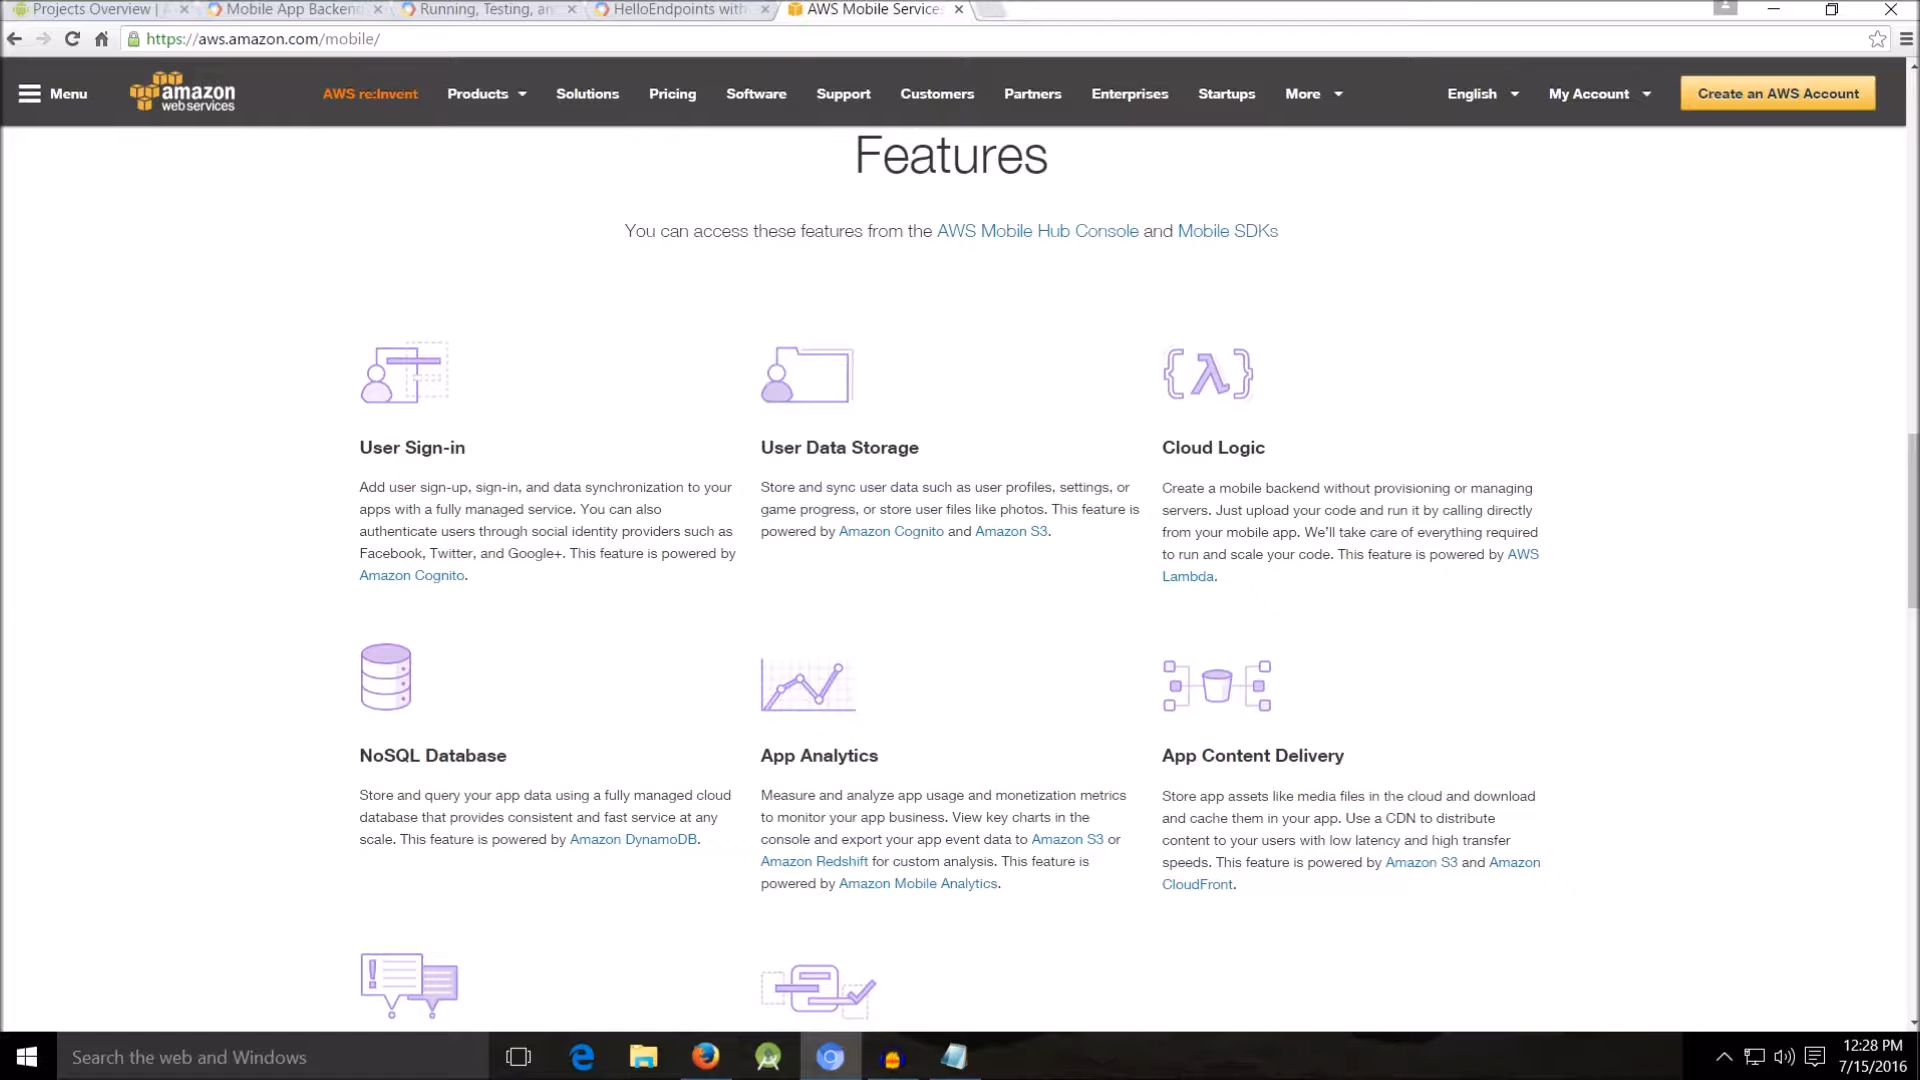 Projects Overview |
Mobile App Backen
Running, Testing, an
HelloEndpoints with
AWS Mobile Service
https://aws.amazon.com/mobile/
Menu
amazon
web services
AWS re:Invent
Products
Solutions
Pricing
Software
Support
Customers
Partners
Enterprises
Startups
More
English
My Account
Create an AWS Account
Features
You can access these features from the AWS Mobile Hub Console and Mobile SDKs
User Sign-in
Add user sign-up, sign-in, and data synchronization to your
apps with a fully managed service. You can also
authenticate users through social identity providers such as
Facebook, Twitter, and Google+. This feature is powered by
Amazon Cognito.
User Data Storage
Store and sync user data such as user profiles, settings, or
game progress, or store user files like photos. This feature is
powered by Amazon Cognito and Amazon S3.
Cloud Logic
Create a mobile backend without provisioning or managing
servers. Just upload your code and run it by calling directly
from your mobile app. We'll take care of everything required
to run and scale your code. This feature is powered by AWS
Lambda.
NoSQL Database
Store and query your app data using a fully managed cloud
database that provides consistent and fast service at any
scale. This feature is powered by Amazon DynamoDB.
App Analytics
Measure and analyze app usage and monetization metrics
to monitor your app business. View key charts in the
console and export your app event data to Amazon S3 or
Amazon Redshift for custom analysis. This feature is
powered by Amazon Mobile Analytics.
App Content Delivery
Store app assets like media files in the cloud and download
and cache them in your app. Use a CDN to distribute
content to your users with low latency and high transfer
speeds. This feature is powered by Amazon S3 and Amazon
CloudFront.
Search the web and Windows
12:28 PM
7/15/2016